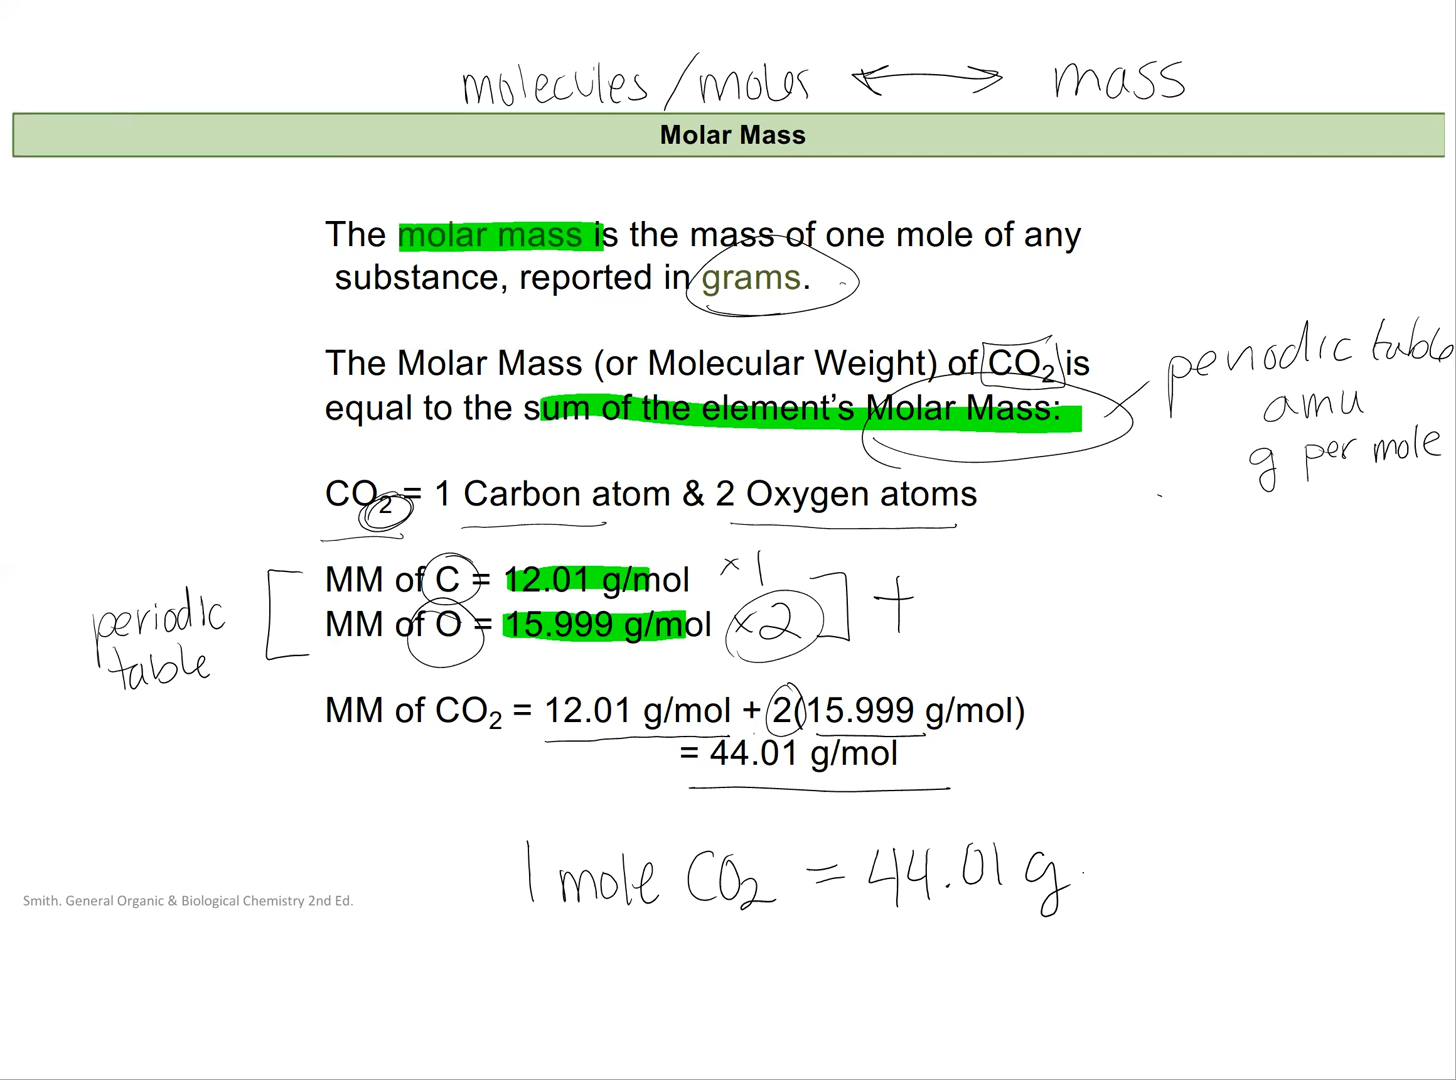 molecules / moles ⟷ mass
Molar Mass
The molar mass is the mass of one mole of any
substance, reported in grams.
The Molar Mass (or Molecular Weight) of CO₂ is
equal to the sum of the element’s Molar Mass:
periodic table
amu
g per mole
CO₂ = 1 Carbon atom & 2 Oxygen atoms
MM of C = 12.01 g/mol ×1
MM of O = 15.999 g/mol ×2
+
periodic
table
MM of CO₂ = 12.01 g/mol + 2(15.999 g/mol)
= 44.01 g/mol
1 mole CO₂ = 44.01 g
Smith. General Organic & Biological Chemistry 2nd Ed.